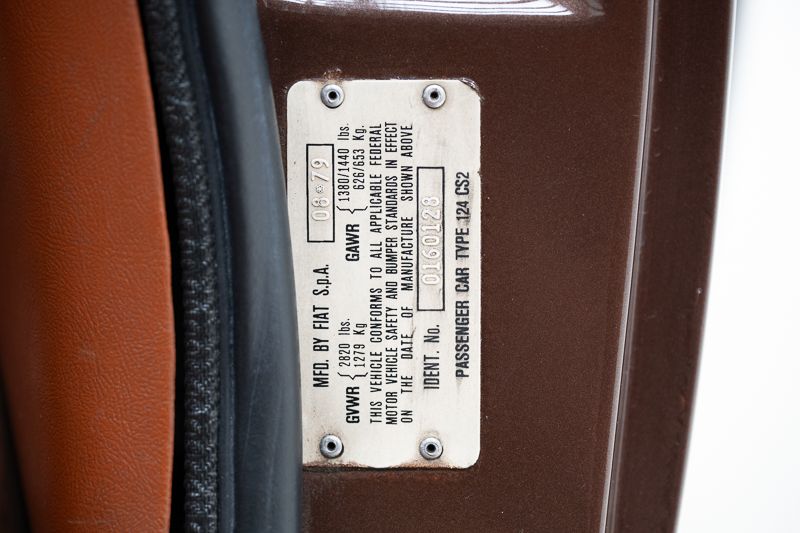 MFD. BY FIAT S.p.A. 08*79
GVWR { 2820 lbs. 1279 Kg GAWR { 1380/1440 lbs. 626/653 Kg.
THIS VEHICLE CONFORMS TO ALL APPLICABLE FEDERAL
MOTOR VEHICLE SAFETY AND BUMPER STANDARDS IN EFFECT
ON THE DATE OF MANUFACTURE SHOWN ABOVE
IDENT. No. 0160128
PASSENGER CAR TYPE 124 CS2